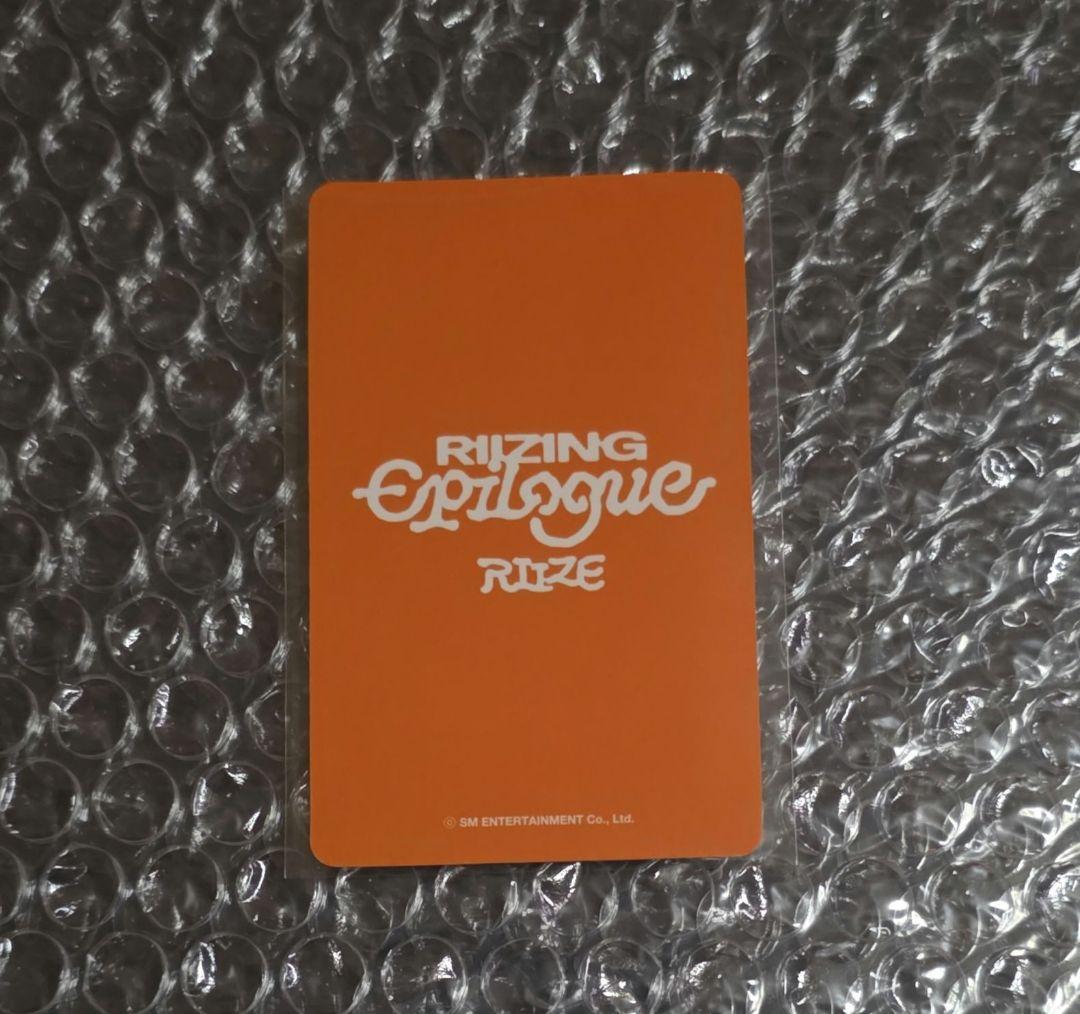 RIIZING
Epilogue
RIIZE
© SM ENTERTAINMENT Co., Ltd.